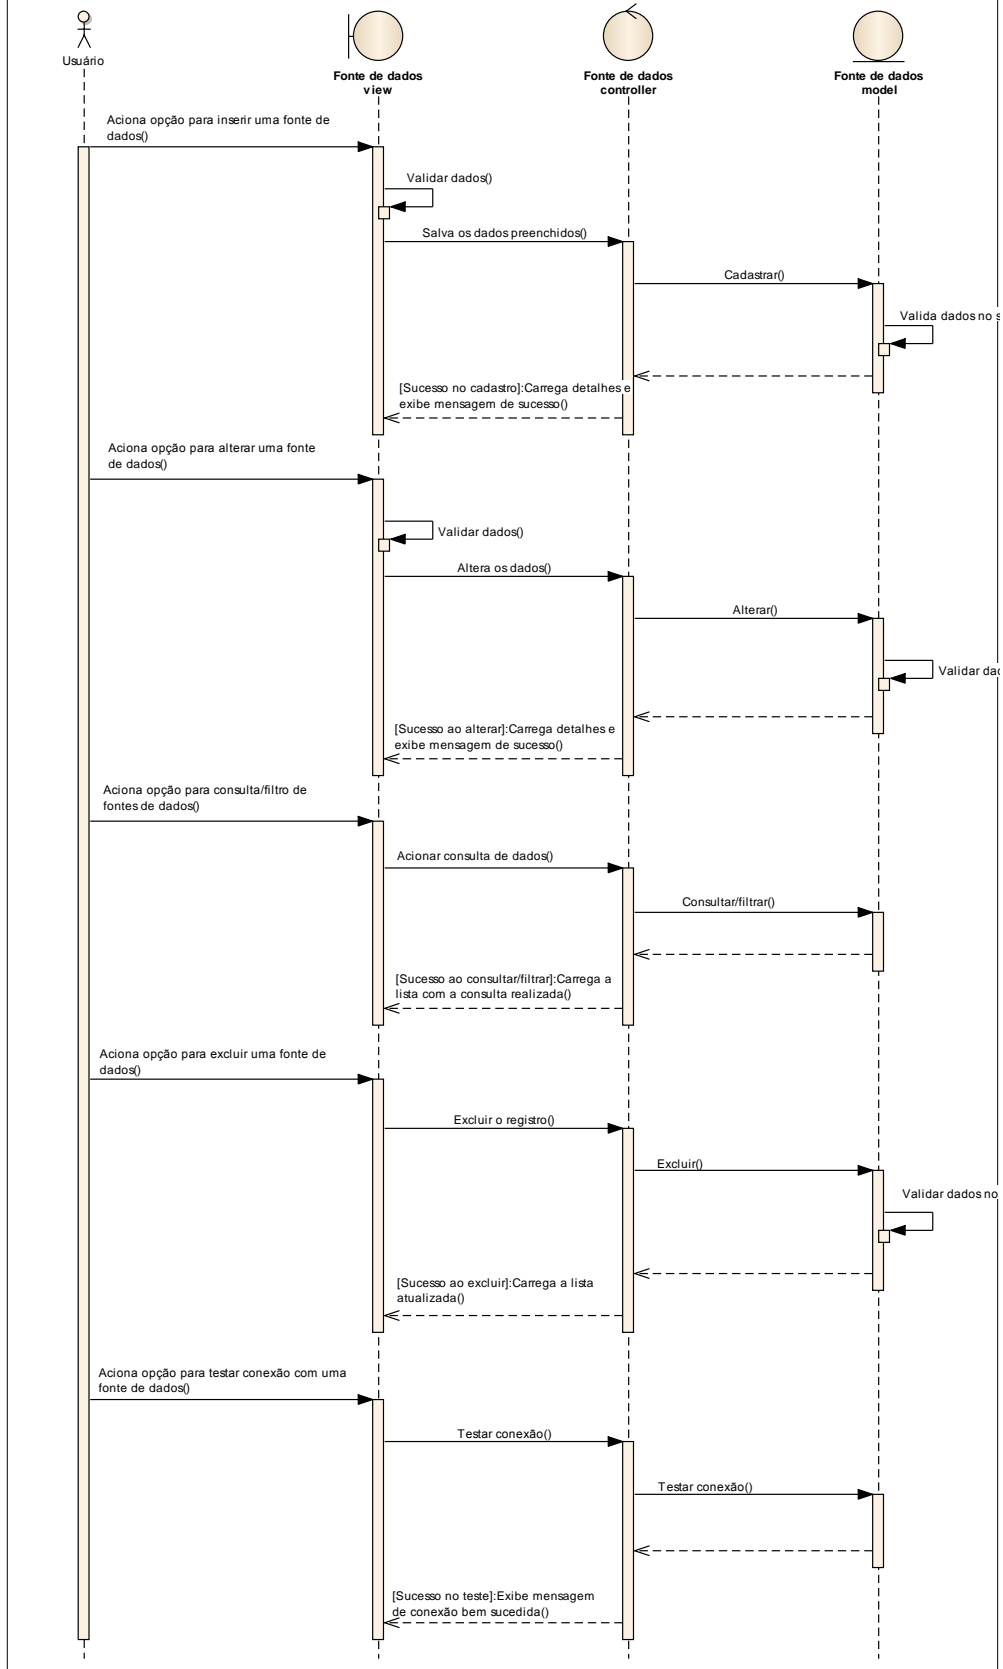 Usuário
Fonte de dados
view
Fonte de dados
controller
Fonte de dados
model
Aciona opção para inserir uma fonte de
dados()
Validar dados()
Salva os dados preenchidos()
Cadastrar()
Valida dados no
[Sucesso no cadastro]:Carrega detalhes e
exibe mensagem de sucesso()
Aciona opção para alterar uma fonte
de dados()
Validar dados()
Altera os dados()
Alterar()
Validar
[Sucesso ao alterar]:Carrega detalhes e
exibe mensagem de sucesso()
Aciona opção para consulta/filtro de
fontes de dados()
Acionar consulta de dados()
Consultar/filtrar()
[Sucesso ao consultar/filtrar]:Carrega a
lista com a consulta realizada()
Aciona opção para excluir uma fonte de
dados()
Excluir o registro()
Excluir()
Validar dados no
[Sucesso ao excluir]:Carrega a lista
atualizada()
Aciona opção para testar conexão com uma
fonte de dados()
Testar conexão()
Testar conexão()
[Sucesso no teste]:Exibe mensagem
de conexão bem sucedida()